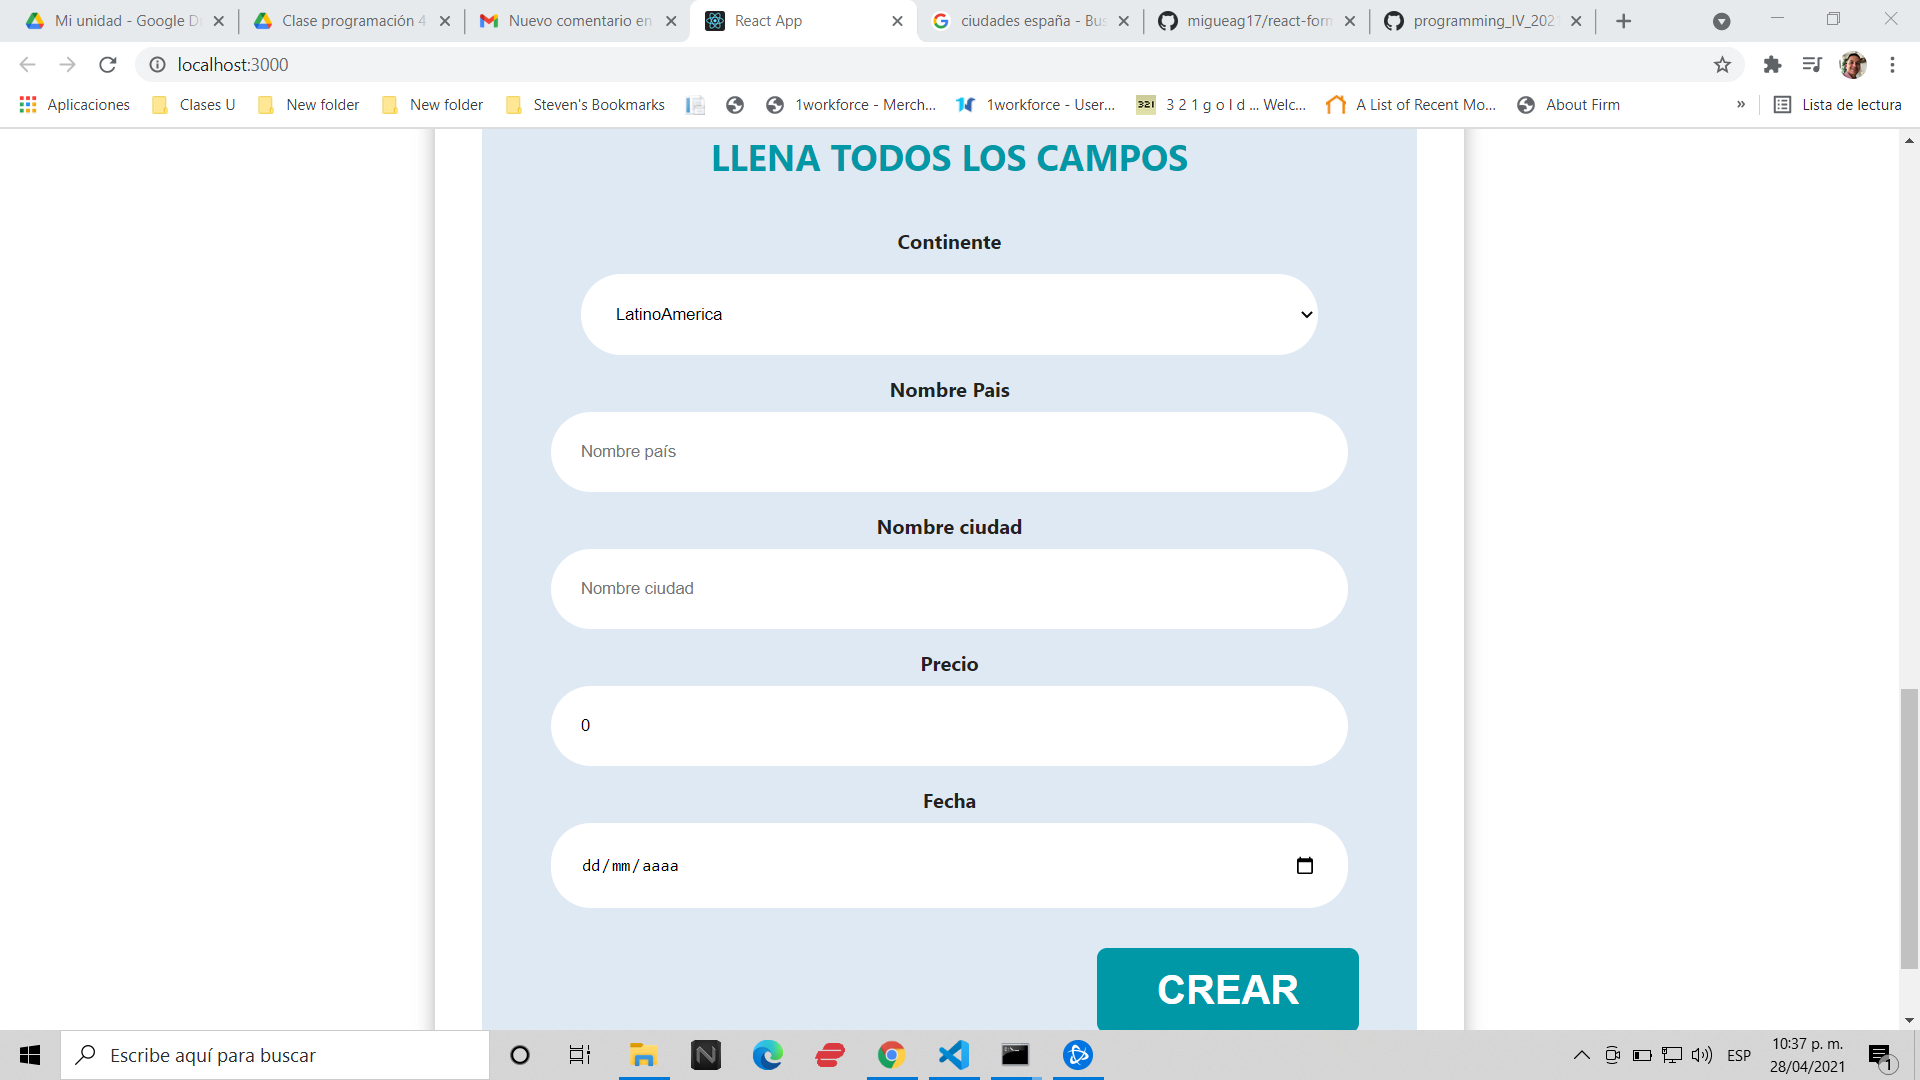 Mi unidad - Google D
Clase programación 4
Nuevo comentario en
React App
ciudades españa - Bus
migueag17/react-form
programming_IV_2021
localhost:3000
Aplicaciones
Clases U
New folder
New folder
Steven's Bookmarks
1workforce - Merch...
1workforce - User...
321
3 2 1 g o l d ... Welc...
A List of Recent Mo...
About Firm
»
Lista de lectura
LLENA TODOS LOS CAMPOS
Continente
LatinoAmerica
Nombre Pais
Nombre país
Nombre ciudad
Nombre ciudad
Precio
0
Fecha
dd/mm/aaaa
CREAR
Escribe aquí para buscar
ESP
10:37 p. m.
28/04/2021
1